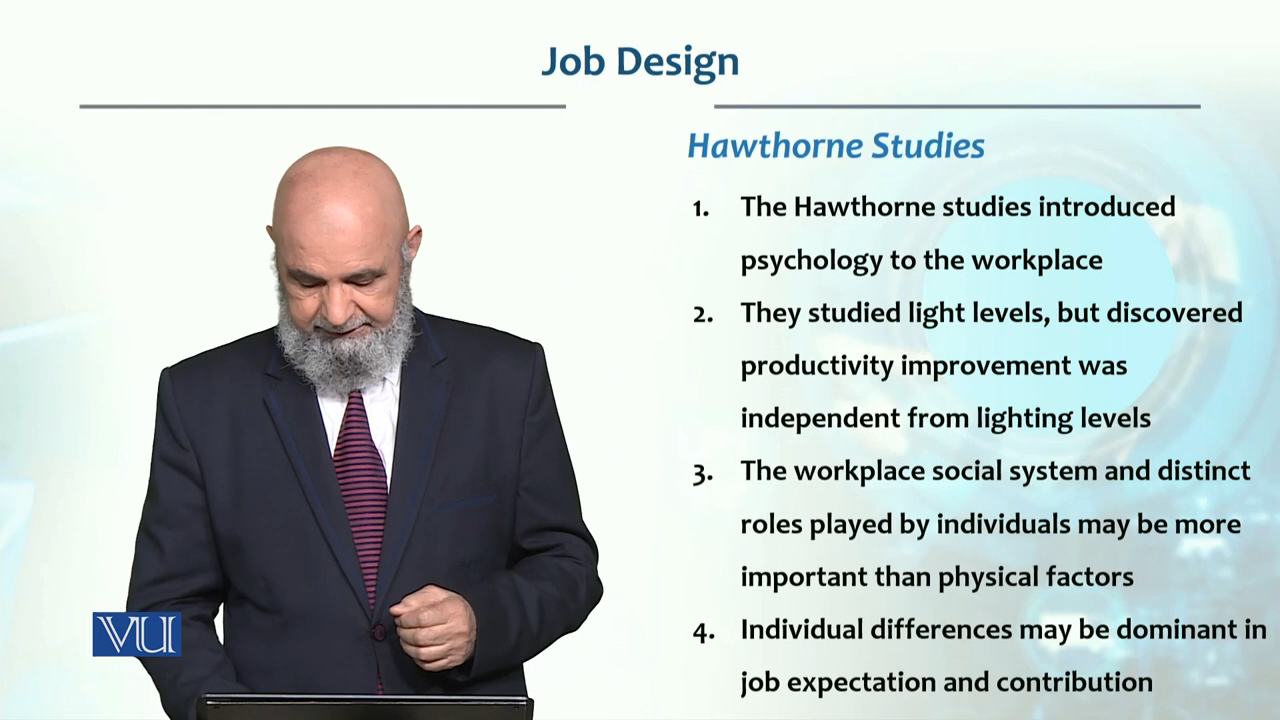 Job Design
Hawthorne Studies
1. The Hawthorne studies introduced
psychology to the workplace
2. They studied light levels, but discovered
productivity improvement was
independent from lighting levels
3. The workplace social system and distinct
roles played by individuals may be more
important than physical factors
4. Individual differences may be dominant in
job expectation and contribution
VU